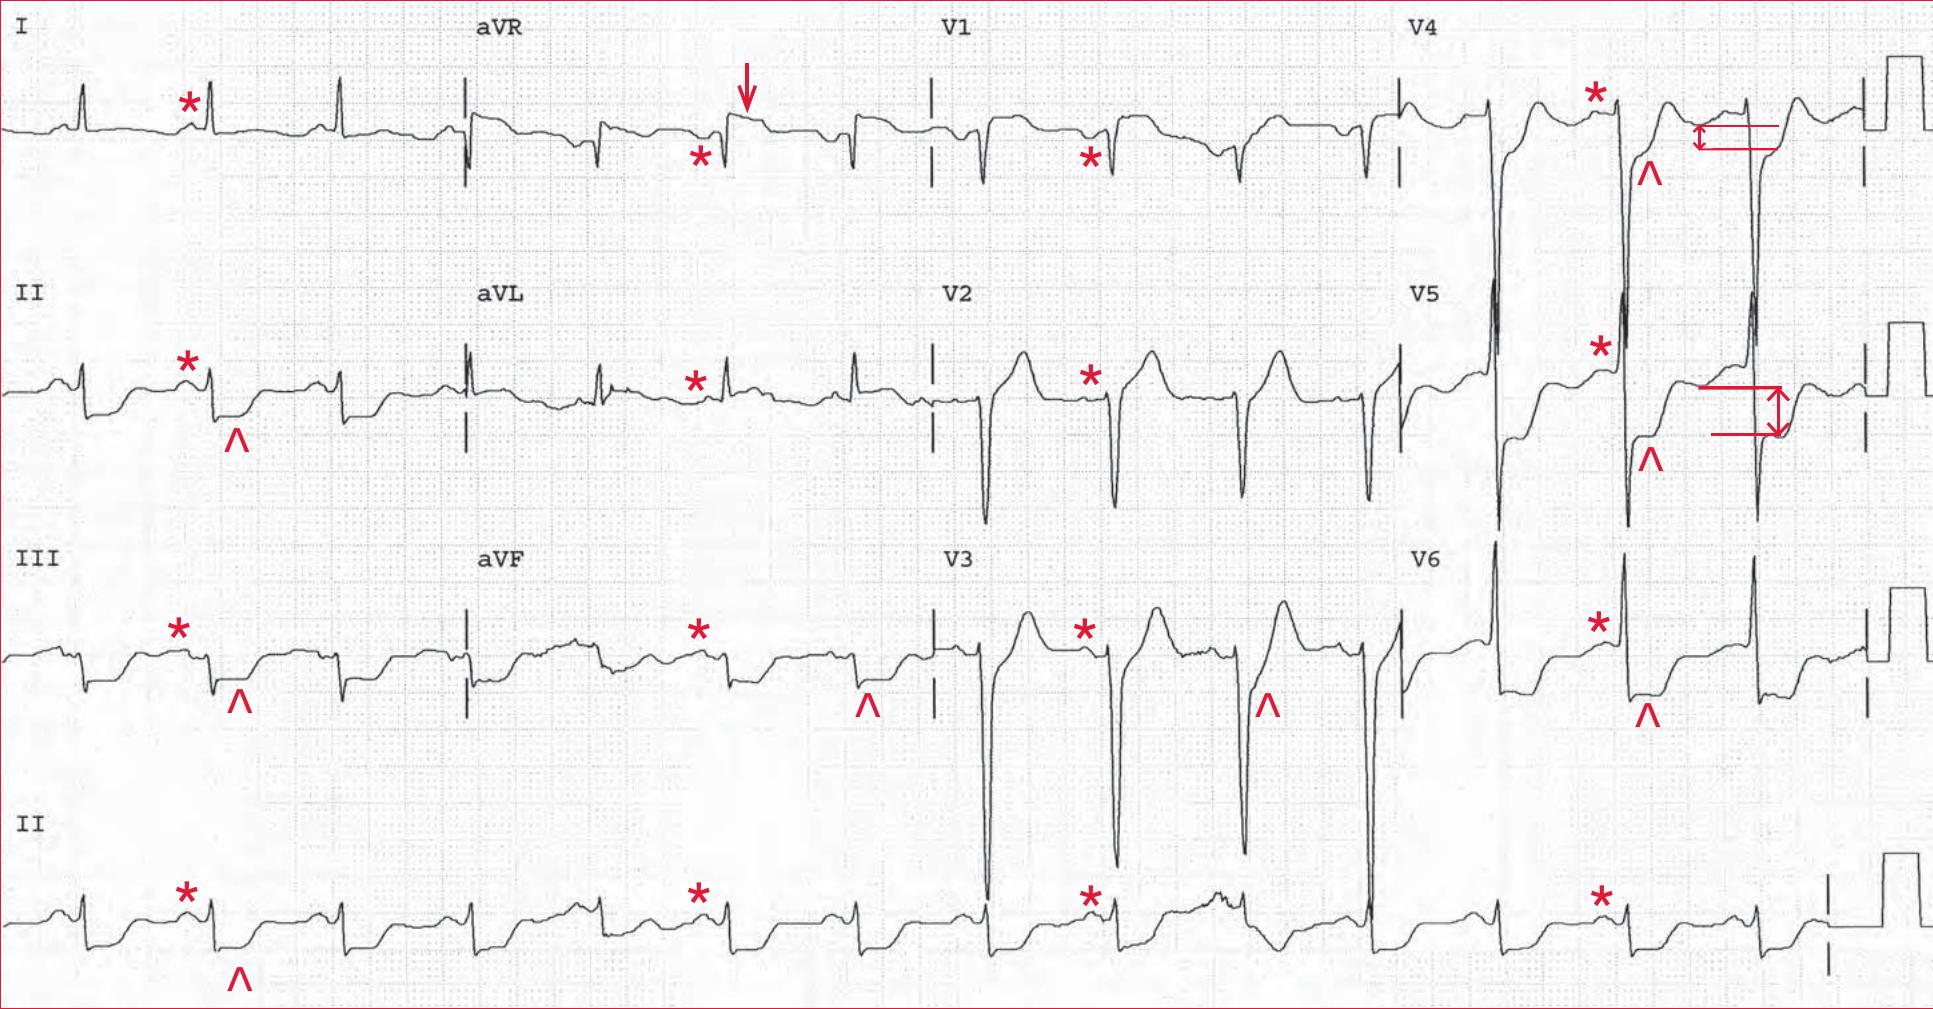 I aVR V1 V4
* * * *
II aVL V2 V5
* * * *
^ ^
III aVF V3 V6
* * * *
^ ^ ^ ^
II
* * * *
^